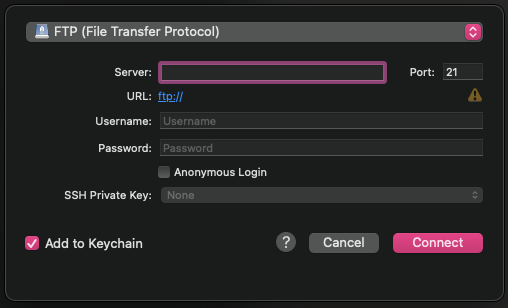 FTP (File Transfer Protocol)
Server: Port: 21
URL: ftp://
Username: Username
Password: Password
Anonymous Login
SSH Private Key: None
Add to Keychain ? Cancel Connect